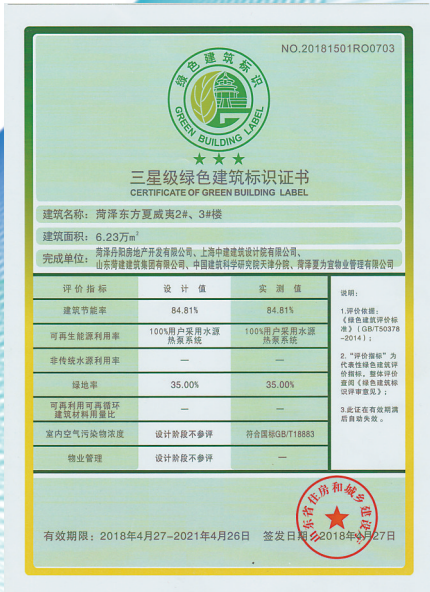 NO.20181501RO0703
绿色建筑标识
GREEN BUILDING LABEL
三星级绿色建筑标识证书
CERTIFICATE OF GREEN BUILDING LABEL
建筑名称：菏泽东方夏威夷2#、3#楼
建筑面积：6.23万㎡
完成单位：菏泽丹阳房地产开发有限公司、上海中建建筑设计院有限公司、
山东菏建建筑集团有限公司、中国建筑科学研究院天津分院、菏泽夏为宜物业管理有限公司
评价指标 设计值 实测值
建筑节能率 84.81% 84.81%
可再生能源利用率 100%用户采用水源热泵系统 100%用户采用水源热泵系统
非传统水源利用率 — —
绿地率 35.00% 35.00%
可再利用可再循环建筑材料用量比 — —
室内空气污染物浓度 设计阶段不参评 符合国标GB/T18883
物业管理 设计阶段不参评 —
说明：
1.评价依据：
《绿色建筑评价标
准》（GB/T50378
-2014）；
2.“评价指标”为
代表性绿色建筑评
价指标，整体评价
查阅《绿色建筑标
识评审意见》；
3.此证在有效期满
后自动失效。
山东省住房和城乡建设厅
有效期限：2018年4月27-2021年4月26日 签发日期：2018年4月27日